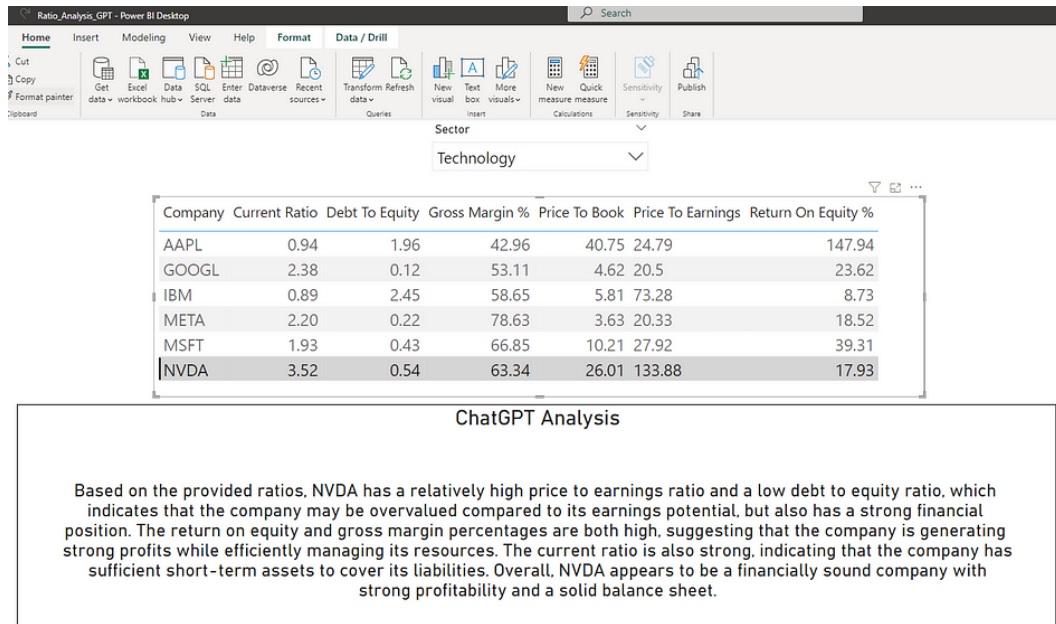 Ratio_Analysis_GPT - Power BI Desktop
Search
Home Insert Modeling View Help Format Data / Drill
Cut
Copy
Format painter
Clipboard
Get data
Excel workbook
Data hub
SQL Server
Enter data
Dataverse
Recent sources
Data
Transform data
Refresh
Queries
New visual
Text box
More visuals
Insert
New measure
Quick measure
Calculations
Sensitivity
Sensitivity
Publish
Share
Sector
Technology
Company Current Ratio Debt To Equity Gross Margin % Price To Book Price To Earnings Return On Equity %
AAPL 0.94 1.96 42.96 40.75 24.79 147.94
GOOGL 2.38 0.12 53.11 4.62 20.5 23.62
IBM 0.89 2.45 58.65 5.81 73.28 8.73
META 2.20 0.22 78.63 3.63 20.33 18.52
MSFT 1.93 0.43 66.85 10.21 27.92 39.31
NVDA 3.52 0.54 63.34 26.01 133.88 17.93
ChatGPT Analysis
Based on the provided ratios, NVDA has a relatively high price to earnings ratio and a low debt to equity ratio, which
indicates that the company may be overvalued compared to its earnings potential, but also has a strong financial
position. The return on equity and gross margin percentages are both high, suggesting that the company is generating
strong profits while efficiently managing its resources. The current ratio is also strong, indicating that the company has
sufficient short-term assets to cover its liabilities. Overall, NVDA appears to be a financially sound company with
strong profitability and a solid balance sheet.